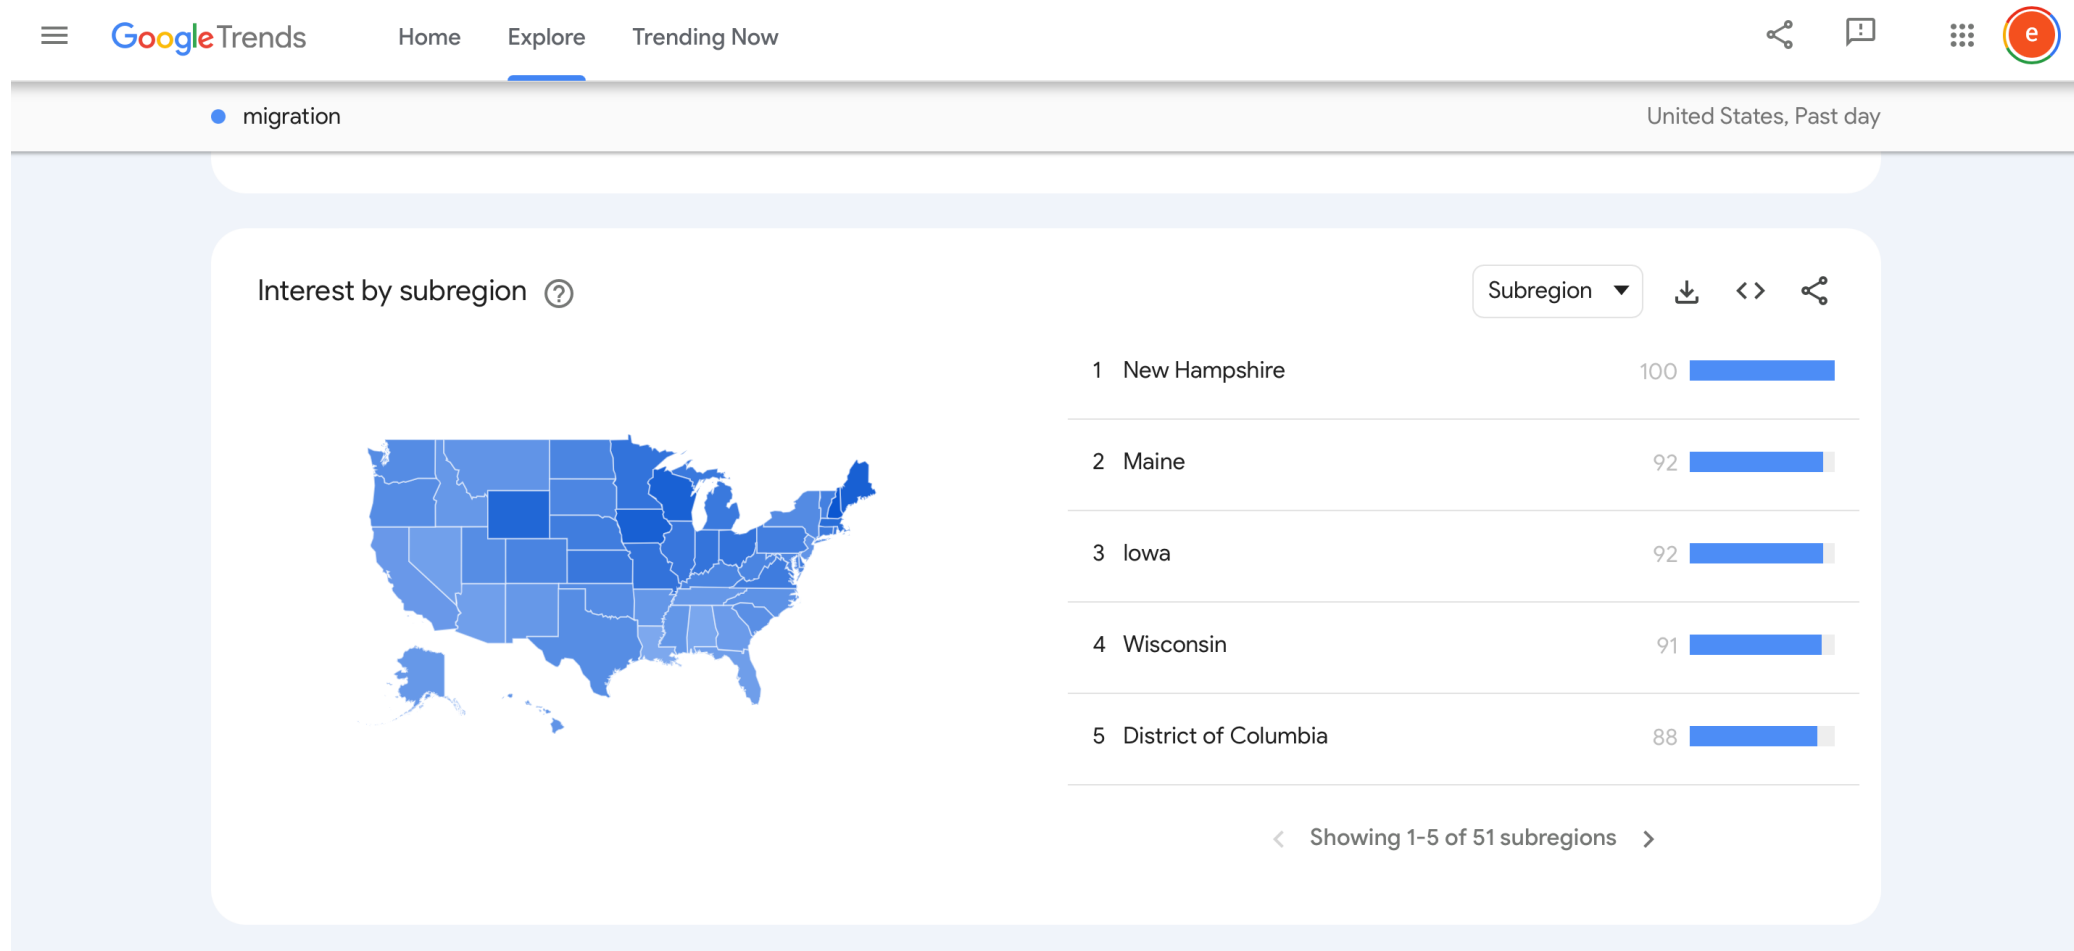 Google Trends Home Explore Trending Now e
migration United States, Past day
Interest by subregion ? Subregion
1 New Hampshire 100
2 Maine 92
3 Iowa 92
4 Wisconsin 91
5 District of Columbia 88
Showing 1-5 of 51 subregions